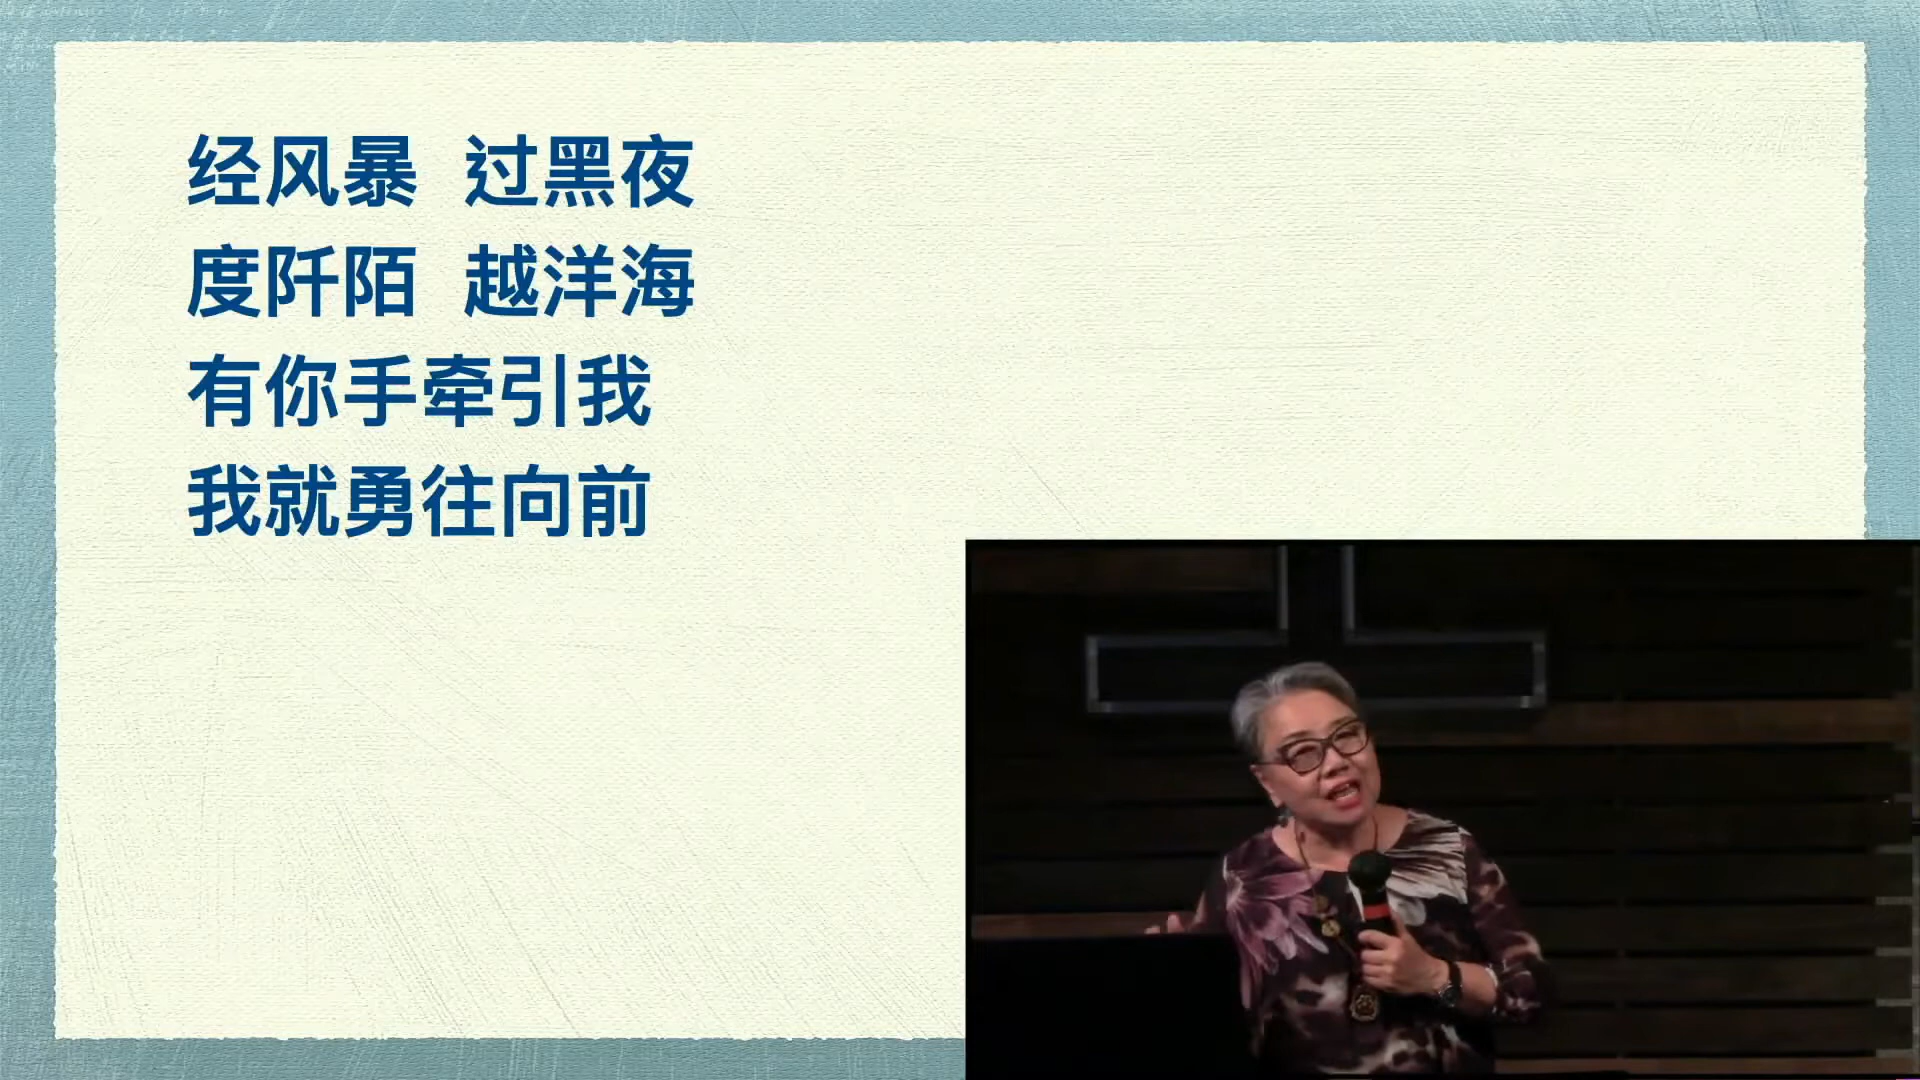 经风暴 过黑夜
度阡陌 越洋海
有你手牵引我
我就勇往向前